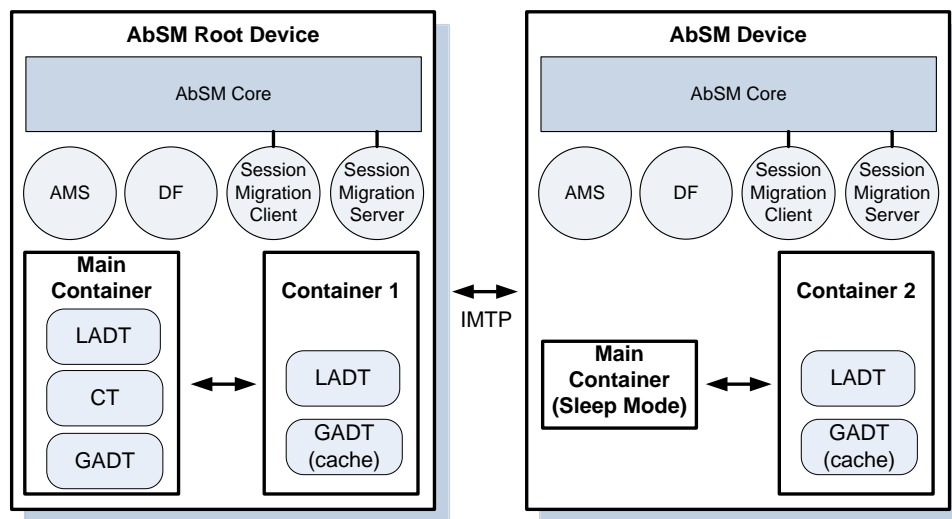 AbSM Root Device
AbSM Core
AMS
DF
Session
Migration
Client
Session
Migration
Server
Main
Container
LADT
CT
GADT
Container 1
LADT
GADT
(cache)
IMTP
AbSM Device
AbSM Core
AMS
DF
Session
Migration
Client
Session
Migration
Server
Main
Container
(Sleep Mode)
Container 2
LADT
GADT
(cache)